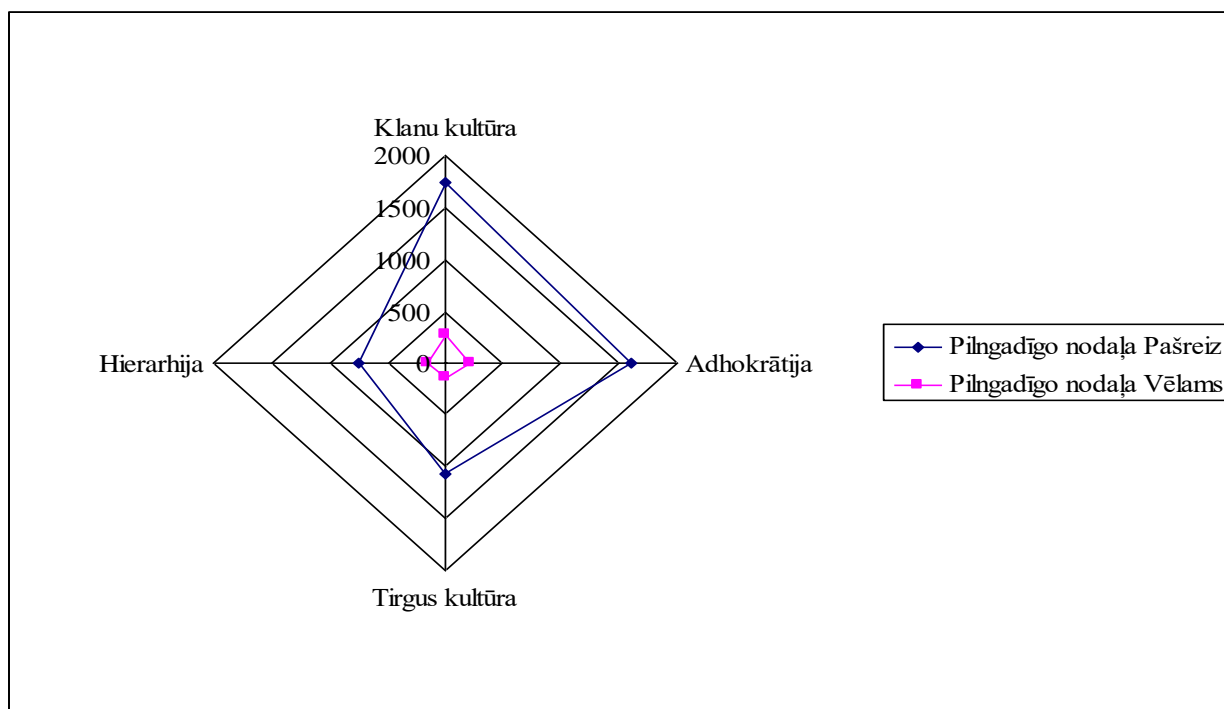 Klanu kultūra
2000
1500
1000
500
0
Hierarhija
Adhokrātija
Tirgus kultūra
Pilngadīgo nodaļa Pašreiz
Pilngadīgo nodaļa Vēlams